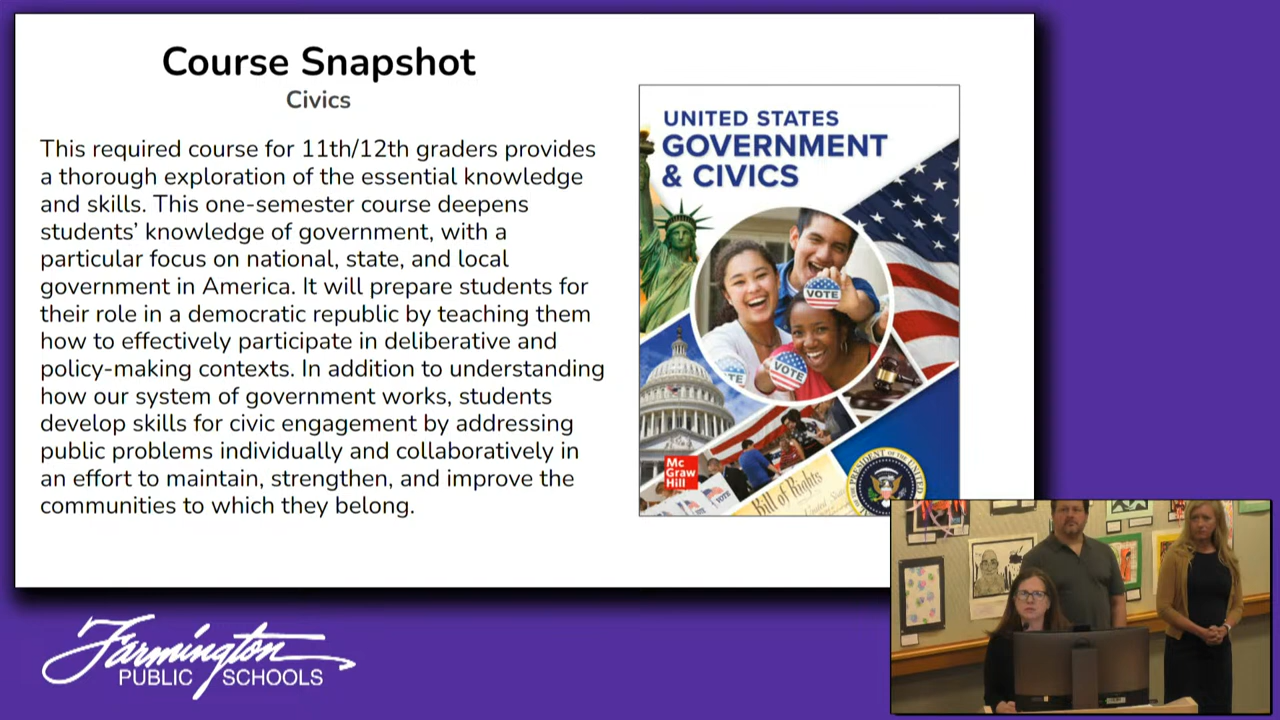 Course Snapshot
Civics
This required course for 11th/12th graders provides
a thorough exploration of the essential knowledge
and skills. This one-semester course deepens
students’ knowledge of government, with a
particular focus on national, state, and local
government in America. It will prepare students for
their role in a democratic republic by teaching them
how to effectively participate in deliberative and
policy-making contexts. In addition to understanding
how our system of government works, students
develop skills for civic engagement by addressing
public problems individually and collaboratively in
an effort to maintain, strengthen, and improve the
communities to which they belong.
UNITED STATES
GOVERNMENT
& CIVICS
VOTE
VOTE
VOTE
Mc
Graw
Hill
VOTE
Bill of Rights
PRESIDENT OF THE UNITED
Farmington
PUBLIC SCHOOLS